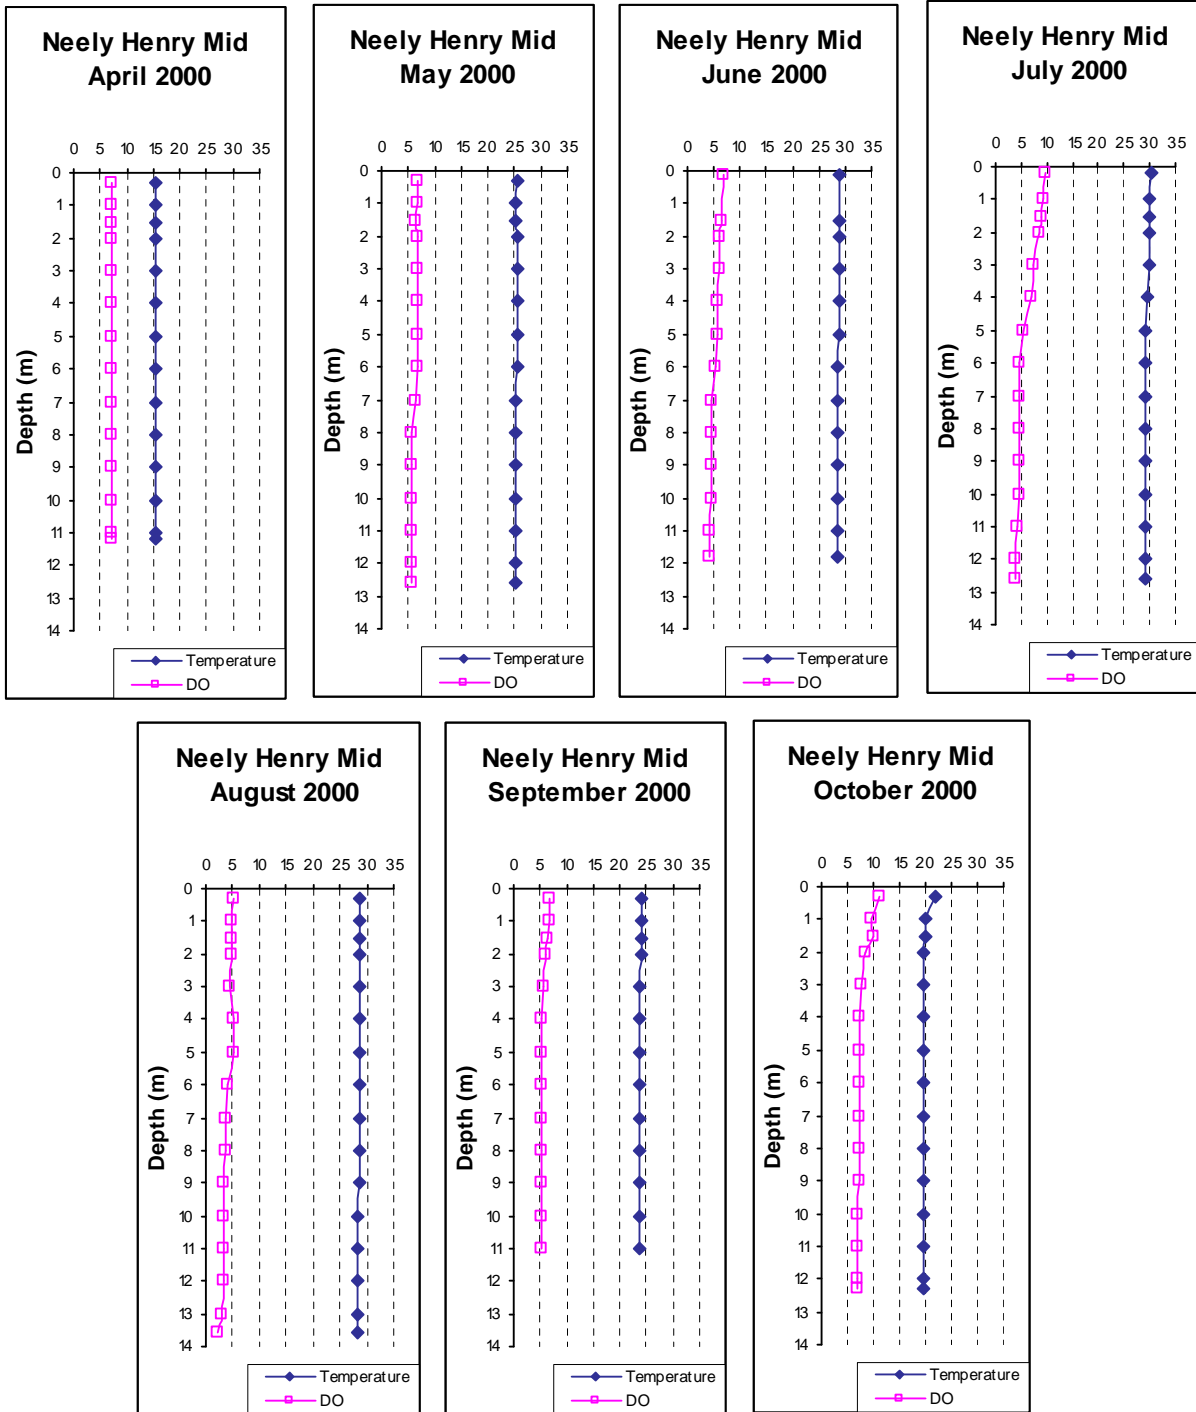 Neely Henry Mid
April 2000
0 5 10 15 20 25 30 35
0
1
2
3
4
5
6
7
8
9
10
11
12
13
14
Depth (m)
Temperature
DO
Neely Henry Mid
May 2000
0 5 10 15 20 25 30 35
0
1
2
3
4
5
6
7
8
9
10
11
12
13
14
Depth (m)
Temperature
DO
Neely Henry Mid
June 2000
0 5 10 15 20 25 30 35
0
1
2
3
4
5
6
7
8
9
10
11
12
13
14
Depth (m)
Temperature
DO
Neely Henry Mid
July 2000
0 5 10 15 20 25 30 35
0
1
2
3
4
5
6
7
8
9
10
11
12
13
14
Depth (m)
Temperature
DO
Neely Henry Mid
August 2000
0 5 10 15 20 25 30 35
0
1
2
3
4
5
6
7
8
9
10
11
12
13
14
Depth (m)
Temperature
DO
Neely Henry Mid
September 2000
0 5 10 15 20 25 30 35
0
1
2
3
4
5
6
7
8
9
10
11
12
13
14
Depth (m)
Temperature
DO
Neely Henry Mid
October 2000
0 5 10 15 20 25 30 35
0
1
2
3
4
5
6
7
8
9
10
11
12
13
14
Depth (m)
Temperature
DO